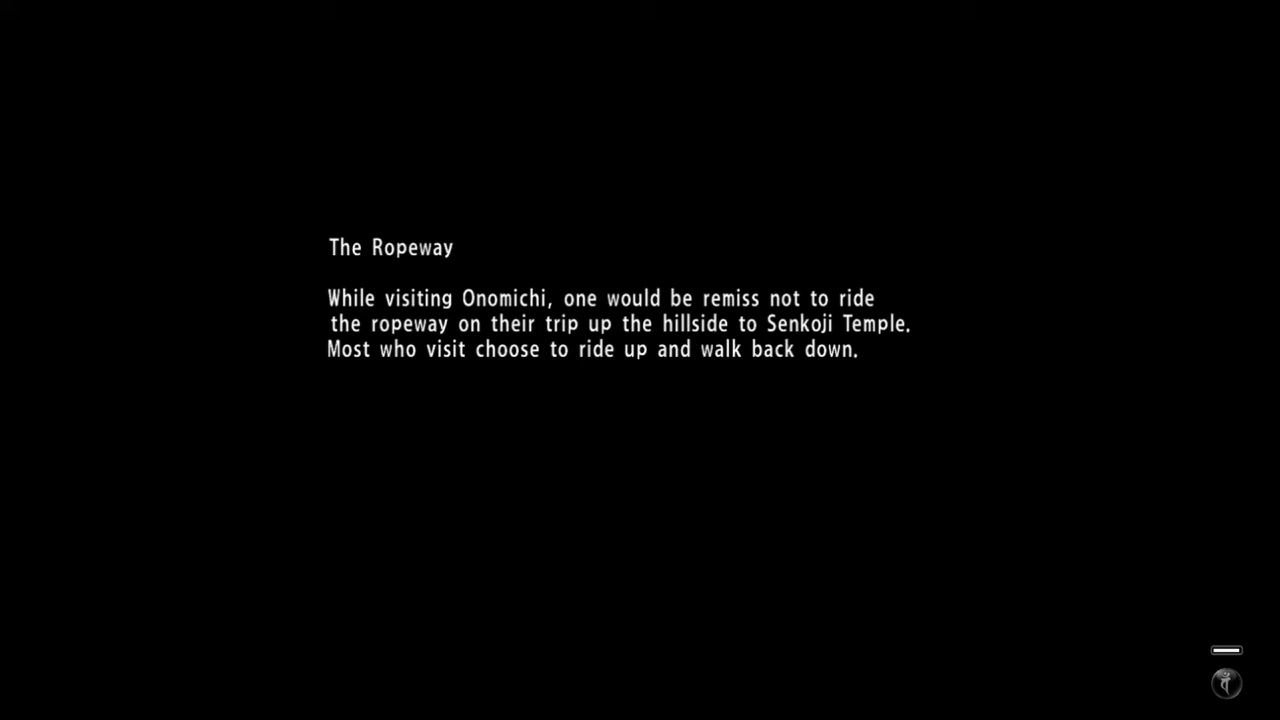 The Ropeway
While visiting Onomichi, one would be remiss not to ride
the ropeway on their trip up the hillside to Senkoji Temple.
Most who visit choose to ride up and walk back down.